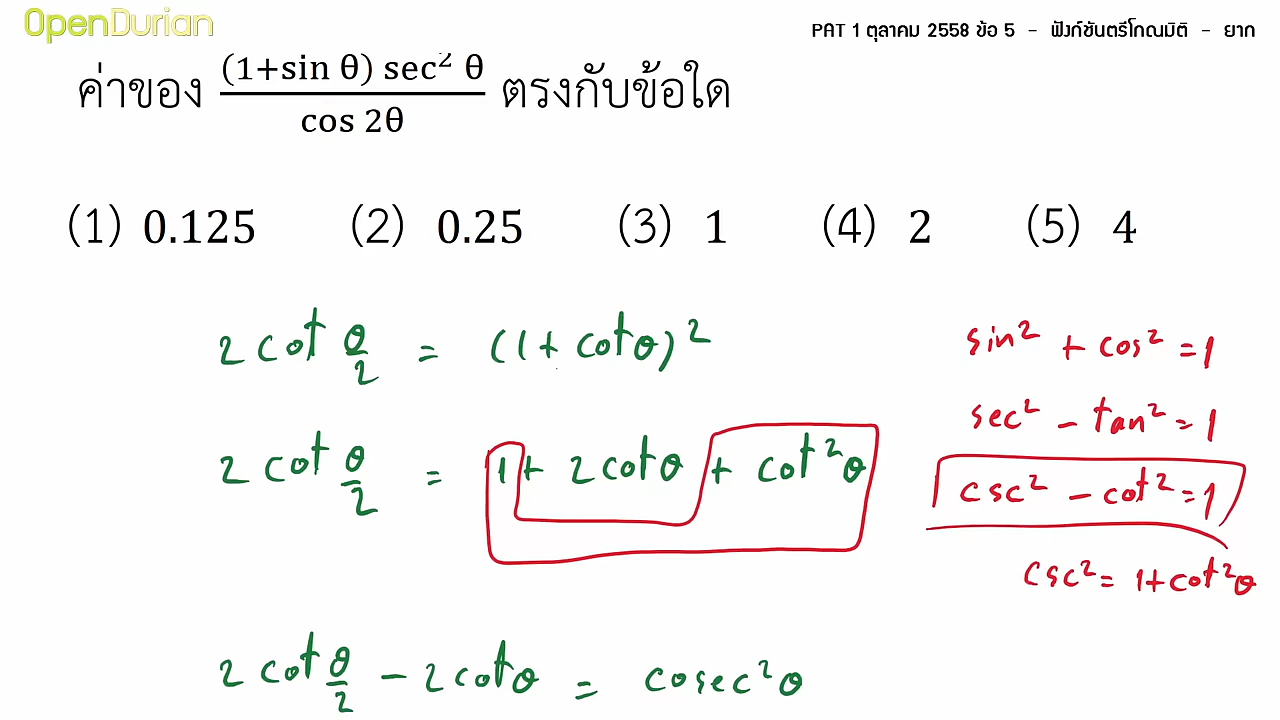 OpenDurian
PAT 1 ตุลาคม 2558 ข้อ 5 - ฟังก์ชันตรีโกณมิติ - ยาก
ค่าของ (1+sin θ) sec² θ / cos 2θ ตรงกับข้อใด
(1) 0.125 (2) 0.25 (3) 1 (4) 2 (5) 4
2 cot θ/2 = (1 + cot θ)²
2 cot θ/2 = 1 + 2 cot θ + cot² θ
2 cot θ/2 - 2 cot θ = cosec² θ
sin² + cos² = 1
sec² - tan² = 1
csc² - cot² = 1
csc² = 1 + cot² θ